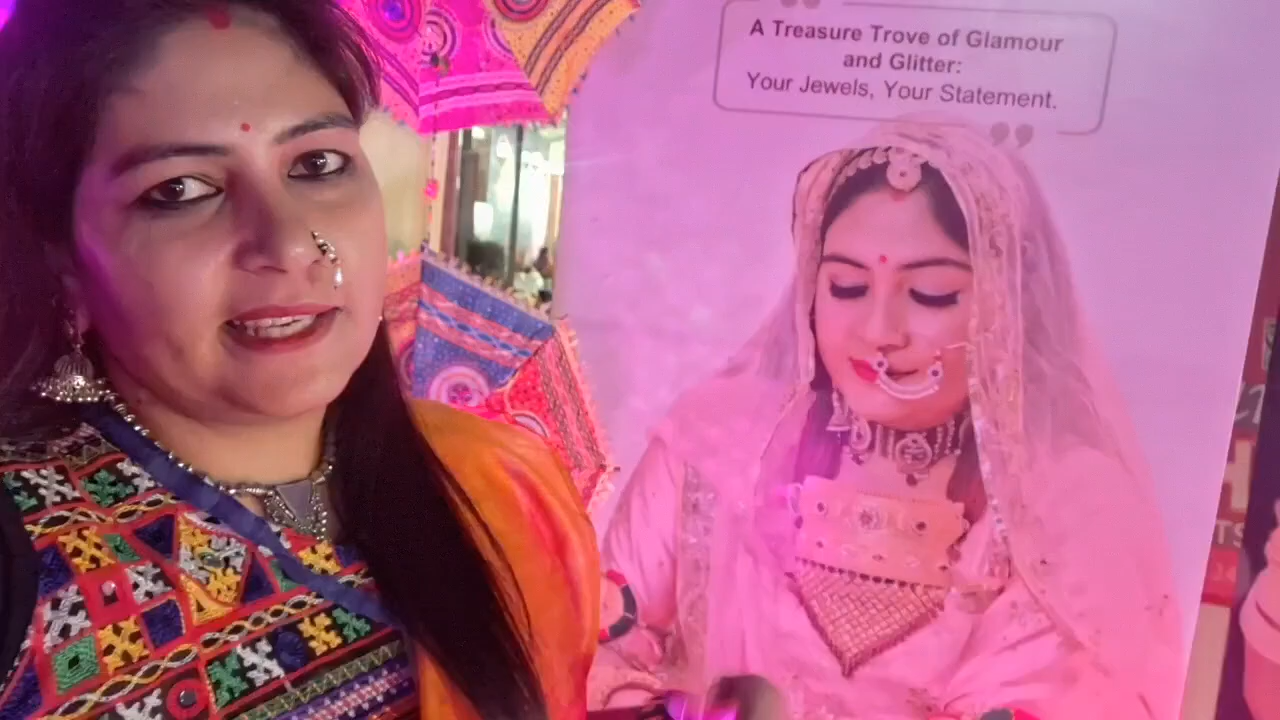 A Treasure Trove of Glamour
and Glitter:
Your Jewels, Your Statement.